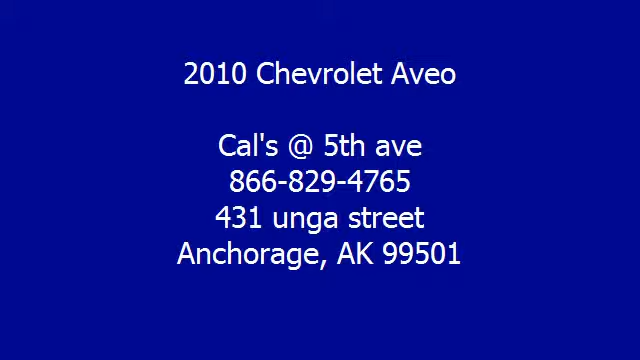 2010 Chevrolet Aveo
Cal's @ 5th ave
866-829-4765
431 unga street
Anchorage, AK 99501